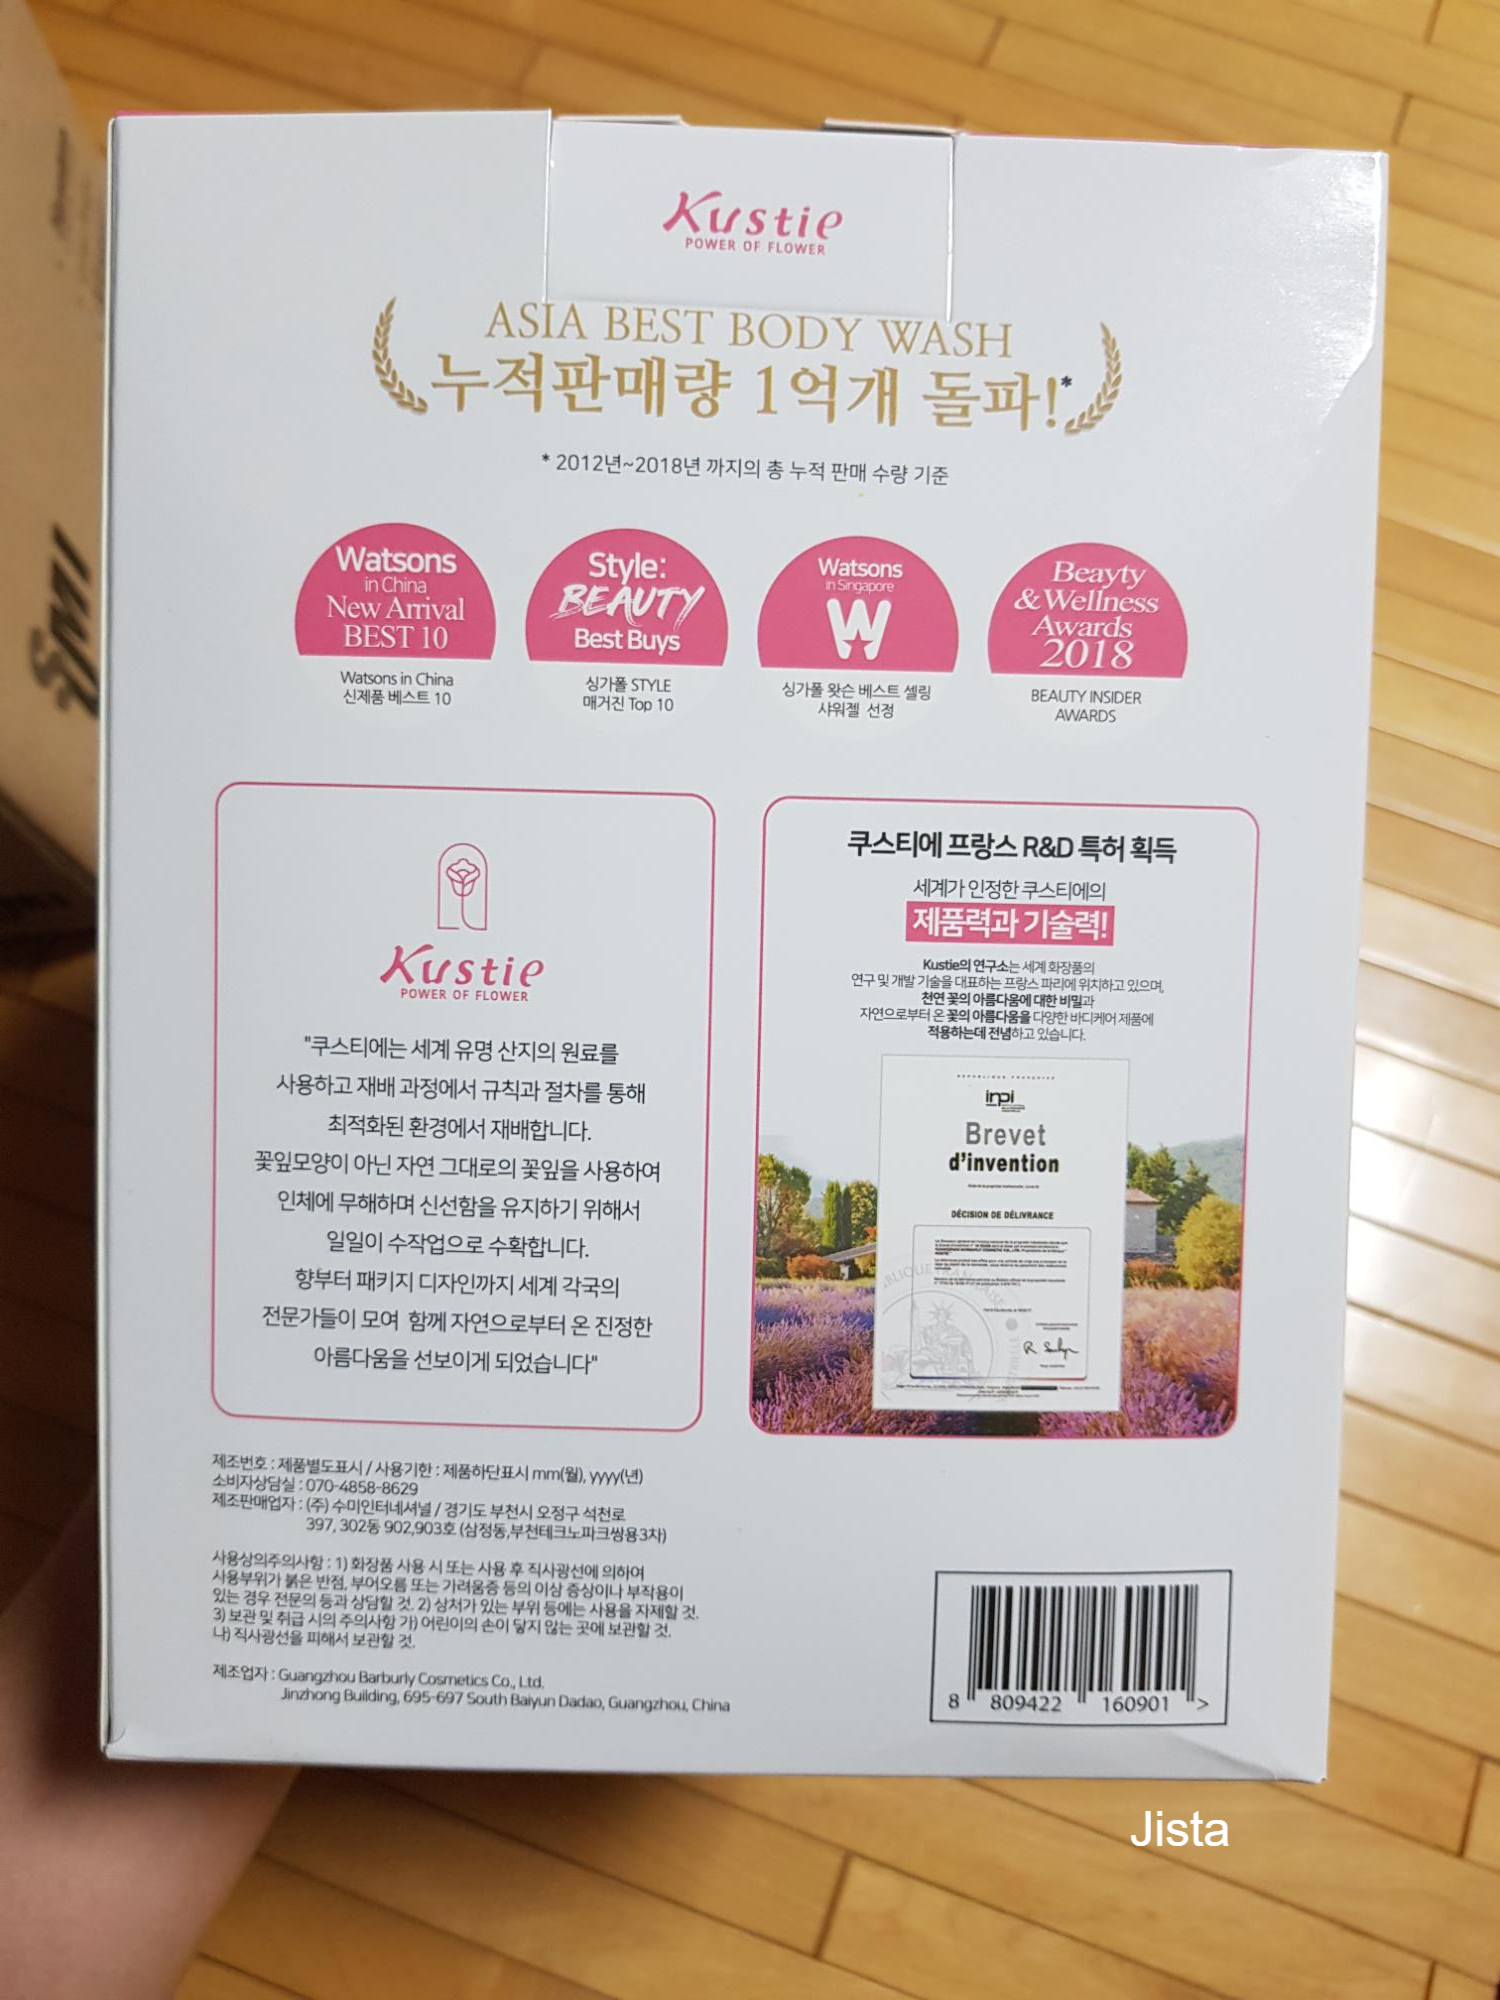 Kustie
POWER OF FLOWER
ASIA BEST BODY WASH
누적판매량 1억개 돌파!*
* 2012년~2018년 까지의 총 누적 판매 수량 기준
Watsons
in China
New Arrival
BEST 10
Watsons in China
신제품 베스트 10
Style:
BEAUTY
Best Buys
싱가폴 STYLE
매거진 Top 10
Watsons
in Singapore
W
싱가폴 왓슨 베스트 셀링
샤워젤 선정
Beayty
& Wellness
Awards
2018
BEAUTY INSIDER
AWARDS
Kustie
POWER OF FLOWER
"쿠스티에는 세계 유명 산지의 원료를
사용하고 재배 과정에서 규칙과 절차를 통해
최적화된 환경에서 재배합니다.
꽃잎모양이 아닌 자연 그대로의 꽃잎을 사용하여
인체에 무해하며 신선함을 유지하기 위해서
일일이 수작업으로 수확합니다.
향부터 패키지 디자인까지 세계 각국의
전문가들이 모여 함께 자연으로부터 온 진정한
아름다움을 선보이게 되었습니다"
쿠스티에 프랑스 R&D 특허 획득
세계가 인정한 쿠스티에의
제품력과 기술력!
Kustie의 연구소는 세계 화장품의
연구 및 개발 기술을 대표하는 프랑스 파리에 위치하고 있으며,
천연 꽃의 아름다움에 대한 비밀과
자연으로부터 온 꽃의 아름다움을 다양한 바디케어 제품에
적용하는데 전념하고 있습니다.
REPUBLIQUE FRANÇAISE
inpi
Brevet
d'invention
DÉCISION DE DÉLIVRANCE
제조번호 : 제품별도표시 / 사용기한 : 제품하단표시 mm(월), yyyy(년)
소비자상담실 : 070-4858-8629
제조판매업자 : (주) 수미인터네셔널 / 경기도 부천시 오정구 석천로
397, 302동 902,903호 (삼정동,부천테크노파크쌍용3차)
사용상의주의사항 : 1) 화장품 사용 시 또는 사용 후 직사광선에 의하여
사용부위가 붉은 반점, 부어오름 또는 가려움증 등의 이상 증상이나 부작용이
있는 경우 전문의 등과 상담할 것. 2) 상처가 있는 부위 등에는 사용을 자제할 것.
3) 보관 및 취급 시의 주의사항 가) 어린이의 손이 닿지 않는 곳에 보관할 것.
나) 직사광선을 피해서 보관할 것.
제조업자 : Guangzhou Barburly Cosmetics Co., Ltd.
Jinzhong Building, 695-697 South Baiyun Dadao, Guangzhou, China
8 809422 160901 >
Jista